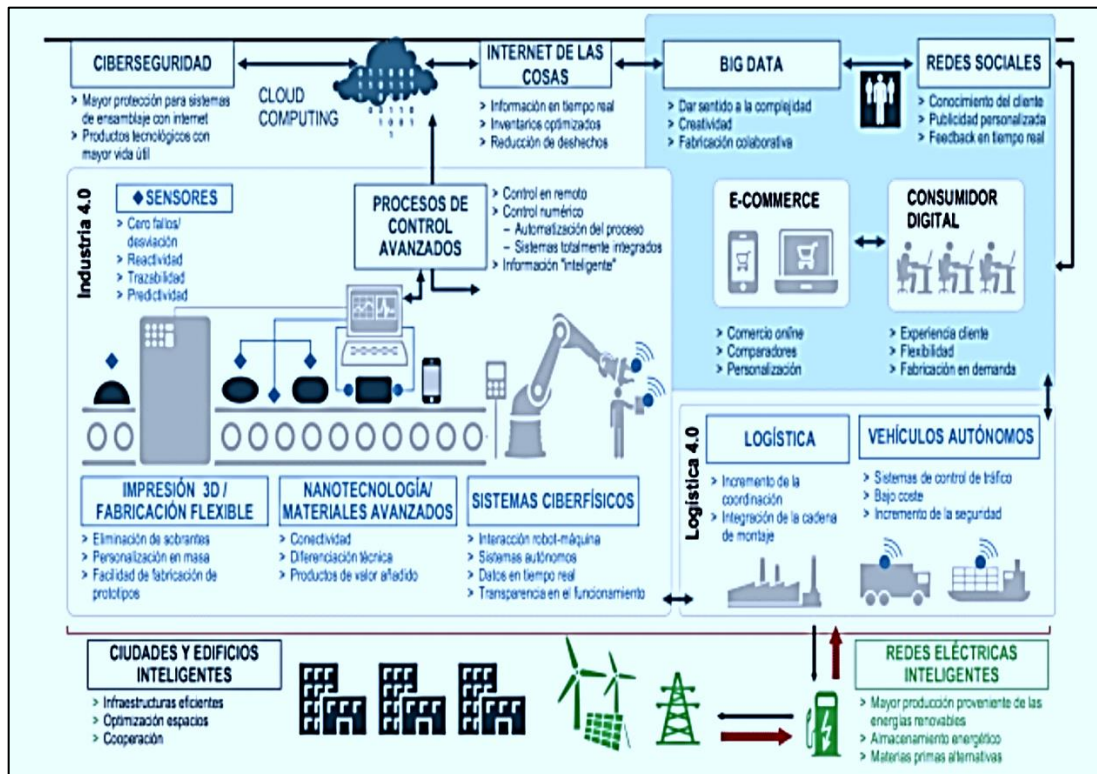 CIBERSEGURIDAD
> Mayor protección para sistemas
de ensamblaje con internet
> Productos tecnológicos con
mayor vida útil
CLOUD
COMPUTING
INTERNET DE LAS
COSAS
> Información en tiempo real
> Inventarios optimizados
> Reducción de deshechos
BIG DATA
> Dar sentido a la complejidad
> Creatividad
> Fabricación colaborativa
REDES SOCIALES
> Conocimiento del cliente
> Publicidad personalizada
> Feedback en tiempo real
Industria 4.0
SENSORES
> Cero fallos/
desviación
> Reactividad
> Trazabilidad
> Predictividad
PROCESOS DE
CONTROL
AVANZADOS
> Control en remoto
> Control numérico
– Automatización del proceso
– Sistemas totalmente integrados
> Información "inteligente"
E-COMMERCE
> Comercio online
> Comparadores
> Personalización
CONSUMIDOR
DIGITAL
> Experiencia cliente
> Flexibilidad
> Fabricación en demanda
IMPRESIÓN 3D /
FABRICACIÓN FLEXIBLE
> Eliminación de sobrantes
> Personalización en masa
> Facilidad de fabricación de
prototipos
NANOTECNOLOGÍA/
MATERIALES AVANZADOS
> Conectividad
> Diferenciación técnica
> Productos de valor añadido
SISTEMAS CIBERFÍSICOS
> Interacción robot-máquina
> Sistemas autónomos
> Datos en tiempo real
> Transparencia en el funcionamiento
Logística 4.0
LOGÍSTICA
> Incremento de la
coordinación
> Integración de la cadena
de montaje
VEHÍCULOS AUTÓNOMOS
> Sistemas de control de tráfico
> Bajo coste
> Incremento de la seguridad
CIUDADES Y EDIFICIOS
INTELIGENTES
> Infraestructuras eficientes
> Optimización espacios
> Cooperación
REDES ELÉCTRICAS
INTELIGENTES
> Mayor producción proveniente de las
energías renovables
> Almacenamiento energético
> Materias primas alternativas